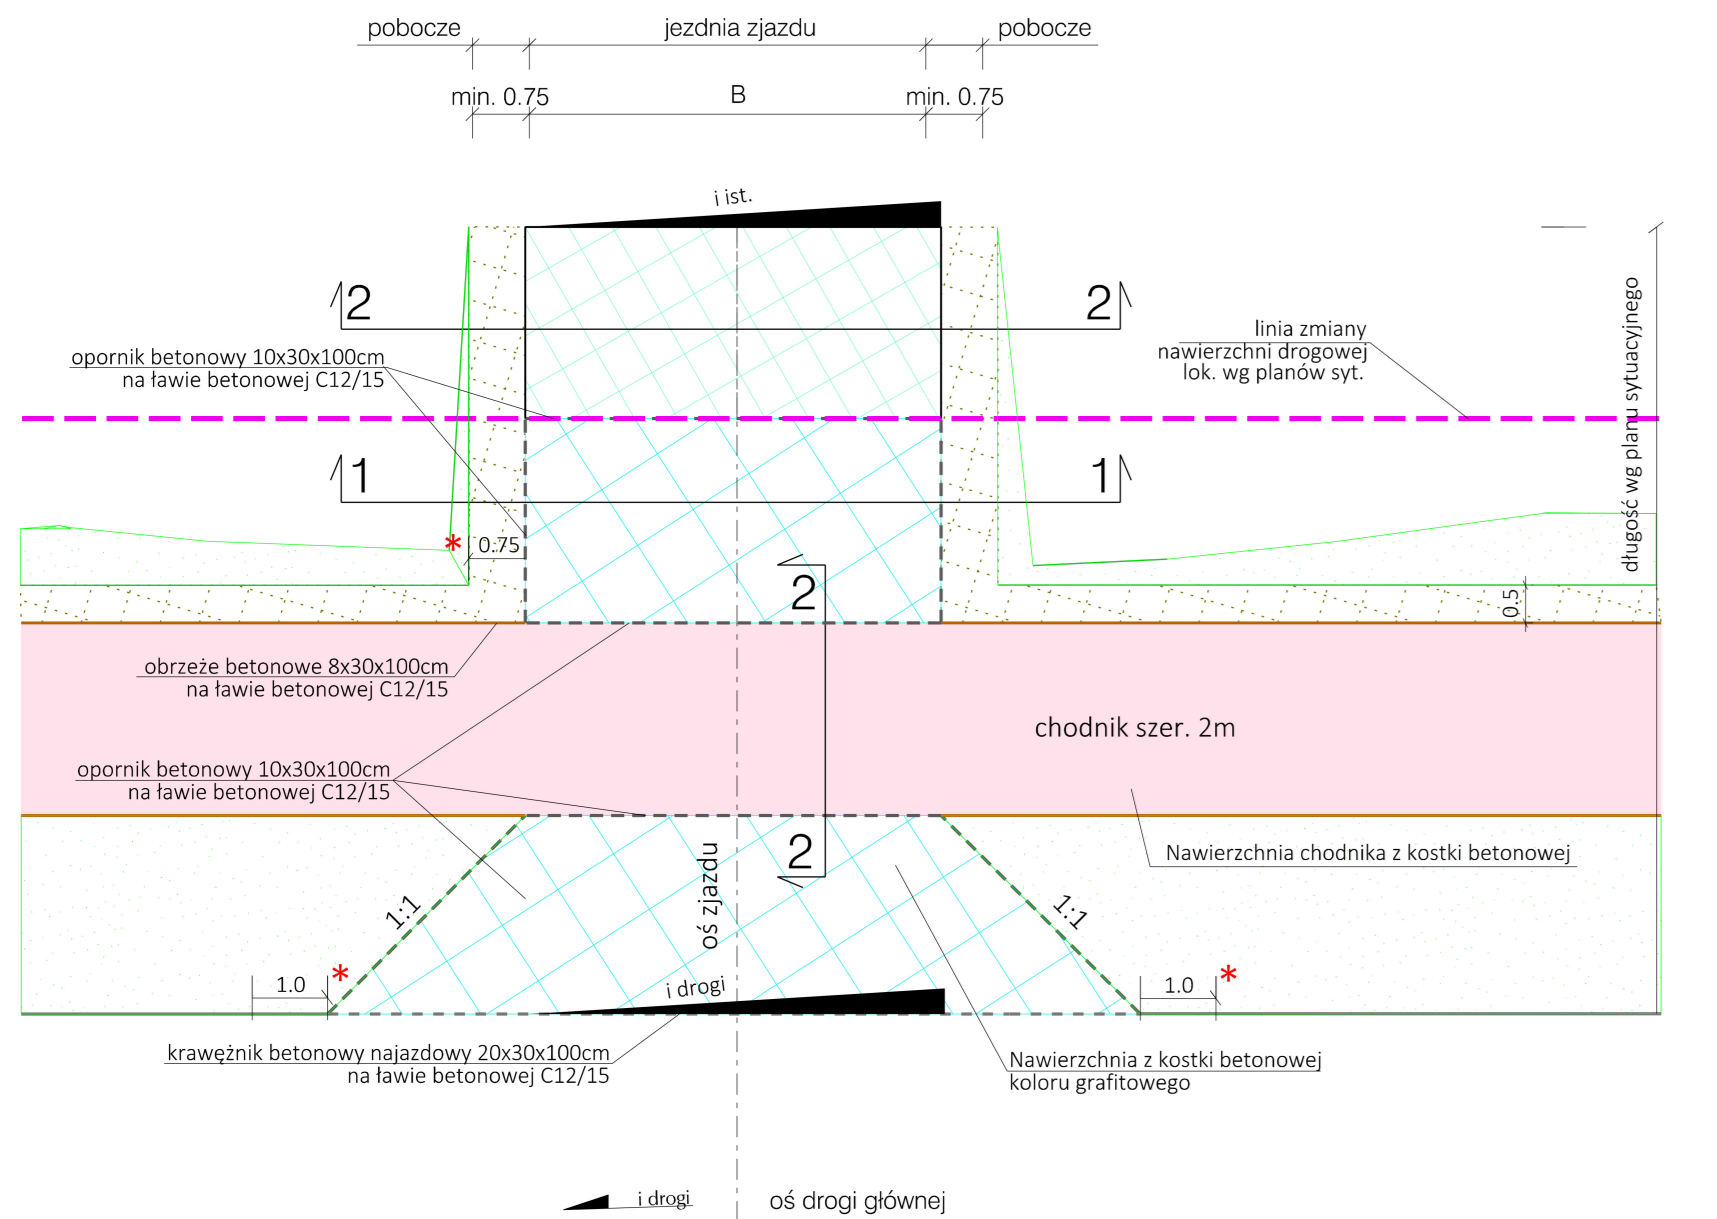 pobocze
jezdnia zjazdu
pobocze
min. 0.75
B
min. 0.75
i ist.
2
2
opornik betonowy 10x30x100cm
na ławie betonowej C12/15
linia zmiany
nawierzchni drogowej
lok. wg planów syt.
długość wg planu sytuacyjnego
1
1
*
0.75
2
0.5
obrzeże betonowe 8x30x100cm
na ławie betonowej C12/15
chodnik szer. 2m
opornik betonowy 10x30x100cm
na ławie betonowej C12/15
2
Nawierzchnia chodnika z kostki betonowej
oś zjazdu
1:1
1:1
1.0
*
1.0
*
i drogi
krawężnik betonowy najazdowy 20x30x100cm
na ławie betonowej C12/15
Nawierzchnia z kostki betonowej
koloru grafitowego
i drogi
oś drogi głównej